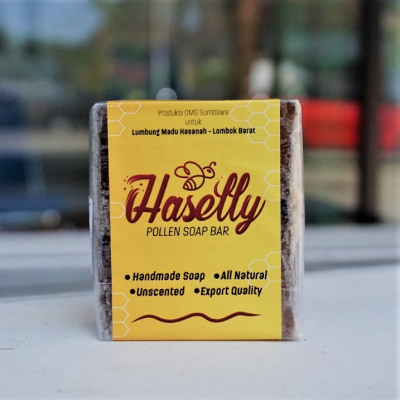 Produksi OMG Sumbawa
untuk
Lumbung Madu Hasanah - Lombok Barat
Haselly
POLLEN SOAP BAR
• Handmade Soap • All Natural
• Unscented • Export Quality